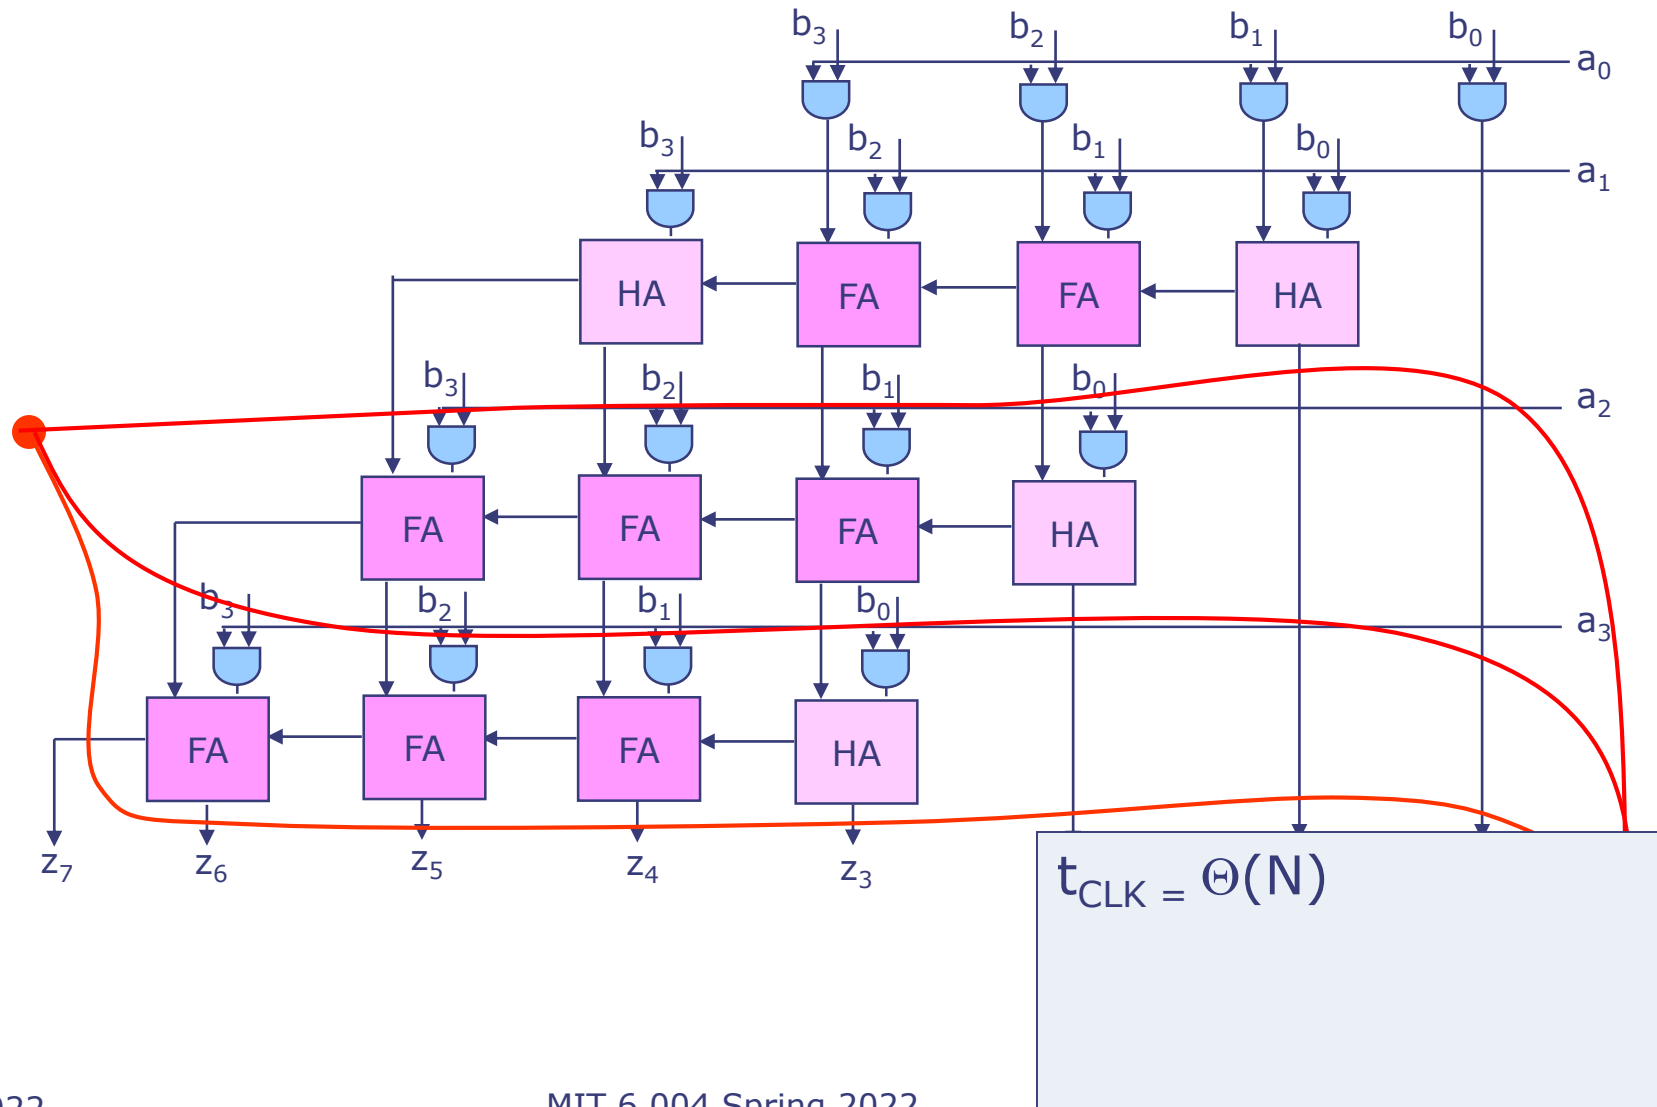 b₃ b₂ b₁ b₀ a₀
b₃ b₂ b₁ b₀ a₁
HA FA FA HA
b₃ b₂ b₁ b₀ a₂
FA FA FA HA
b₃ b₂ b₁ b₀ a₃
FA FA FA HA
z₇ z₆ z₅ z₄ z₃
t_CLK = Θ(N)
MIT 6.004 Spring 2022